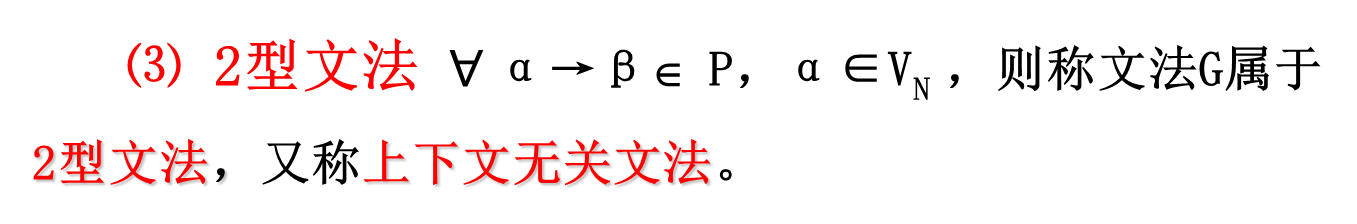 (3) 2型文法 ∀ α→β∈ P, α∈V_N, 则称文法G属于
2型文法,又称上下文无关文法。